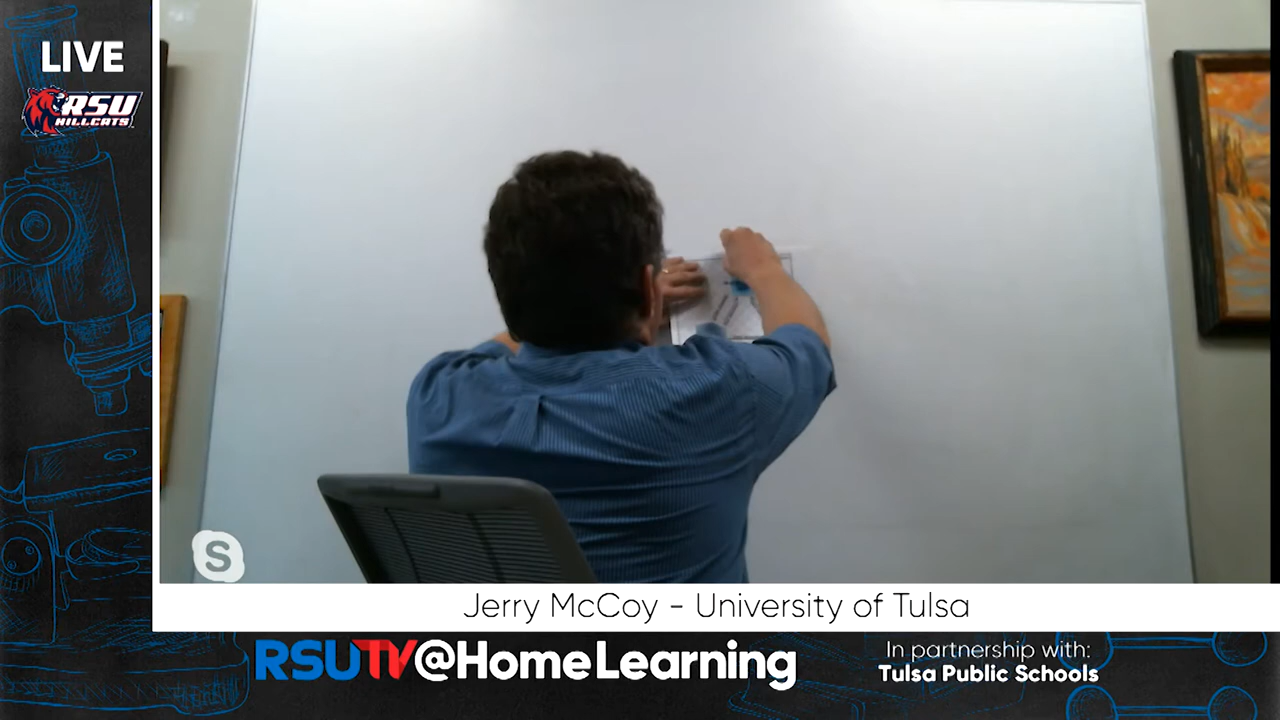 LIVE
RSU
HILLCATS
S
Jerry McCoy - University of Tulsa
RSUTV@HomeLearning
In partnership with:
Tulsa Public Schools